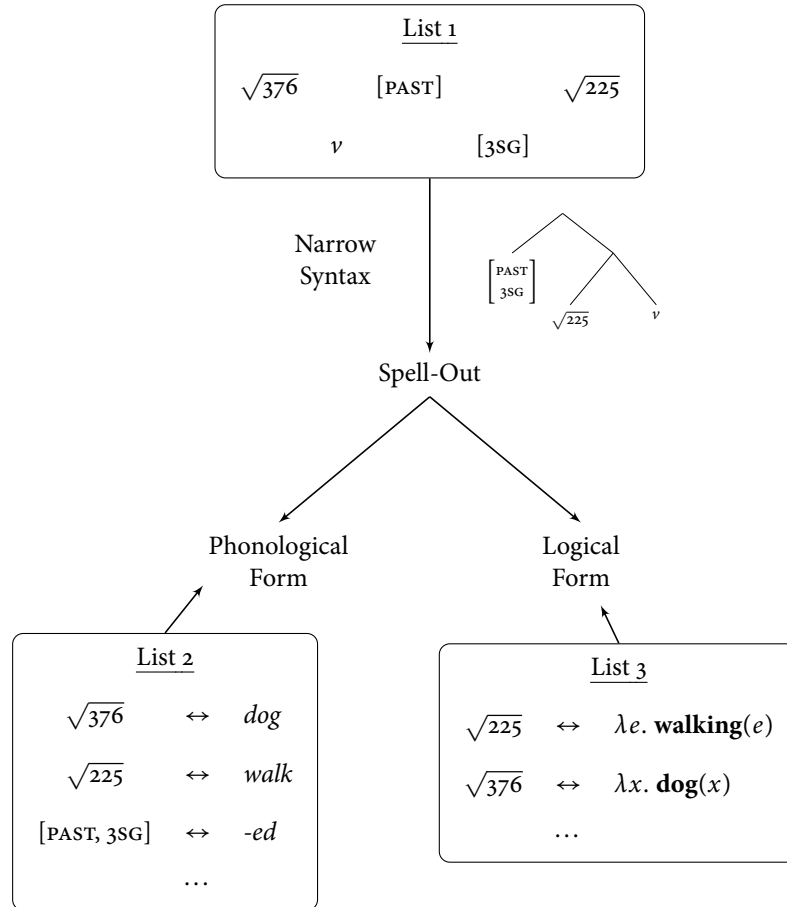 List 1
√376 [PAST] √225
v [3SG]
Narrow
Syntax
[PAST
3SG]
√225 v
Spell-Out
Phonological
Form
Logical
Form
List 2
√376 ↔ dog
√225 ↔ walk
[PAST, 3SG] ↔ -ed
…
List 3
√225 ↔ λe. walking(e)
√376 ↔ λx. dog(x)
…